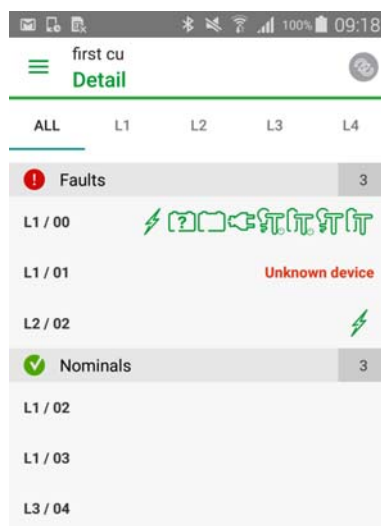 100% 09:18
first cu
Detail
ALL L1 L2 L3 L4
Faults 3
L1 / 00
L1 / 01 Unknown device
L2 / 02
Nominals 3
L1 / 02
L1 / 03
L3 / 04